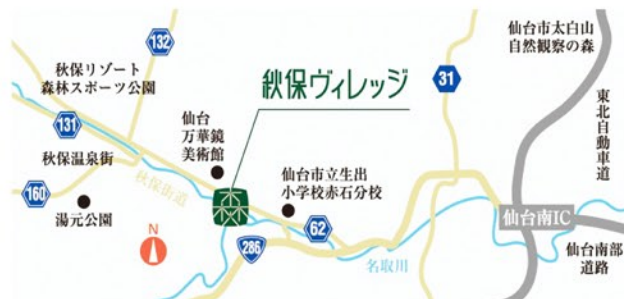 132
秋保リゾート
森林スポーツ公園
秋保ヴィレッジ
31
仙台市太白山
自然観察の森
東北自動車道
131
秋保温泉街
仙台
万華鏡
美術館
秋保街道
仙台市立生出
小学校赤石分校
160
湯元公園
N
286
62
名取川
仙台南IC
仙台南部
道路